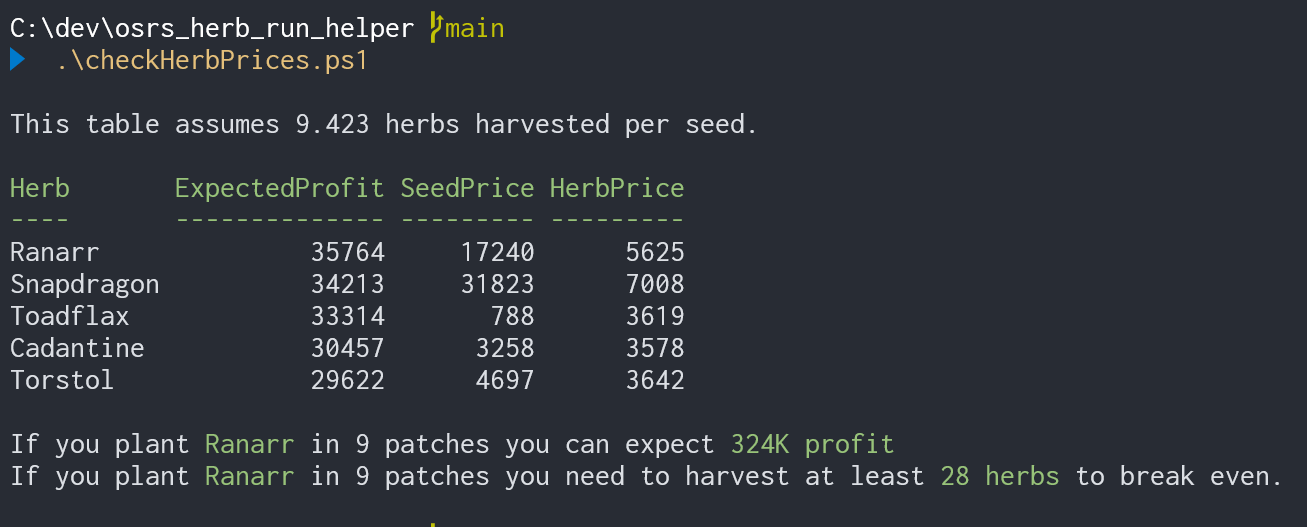 C:\dev\osrs_herb_run_helper main
.\checkHerbPrices.ps1
This table assumes 9.423 herbs harvested per seed.
Herb ExpectedProfit SeedPrice HerbPrice
---- -------------- --------- ---------
Ranarr 35764 17240 5625
Snapdragon 34213 31823 7008
Toadflax 33314 788 3619
Cadantine 30457 3258 3578
Torstol 29622 4697 3642
If you plant Ranarr in 9 patches you can expect 324K profit
If you plant Ranarr in 9 patches you need to harvest at least 28 herbs to break even.